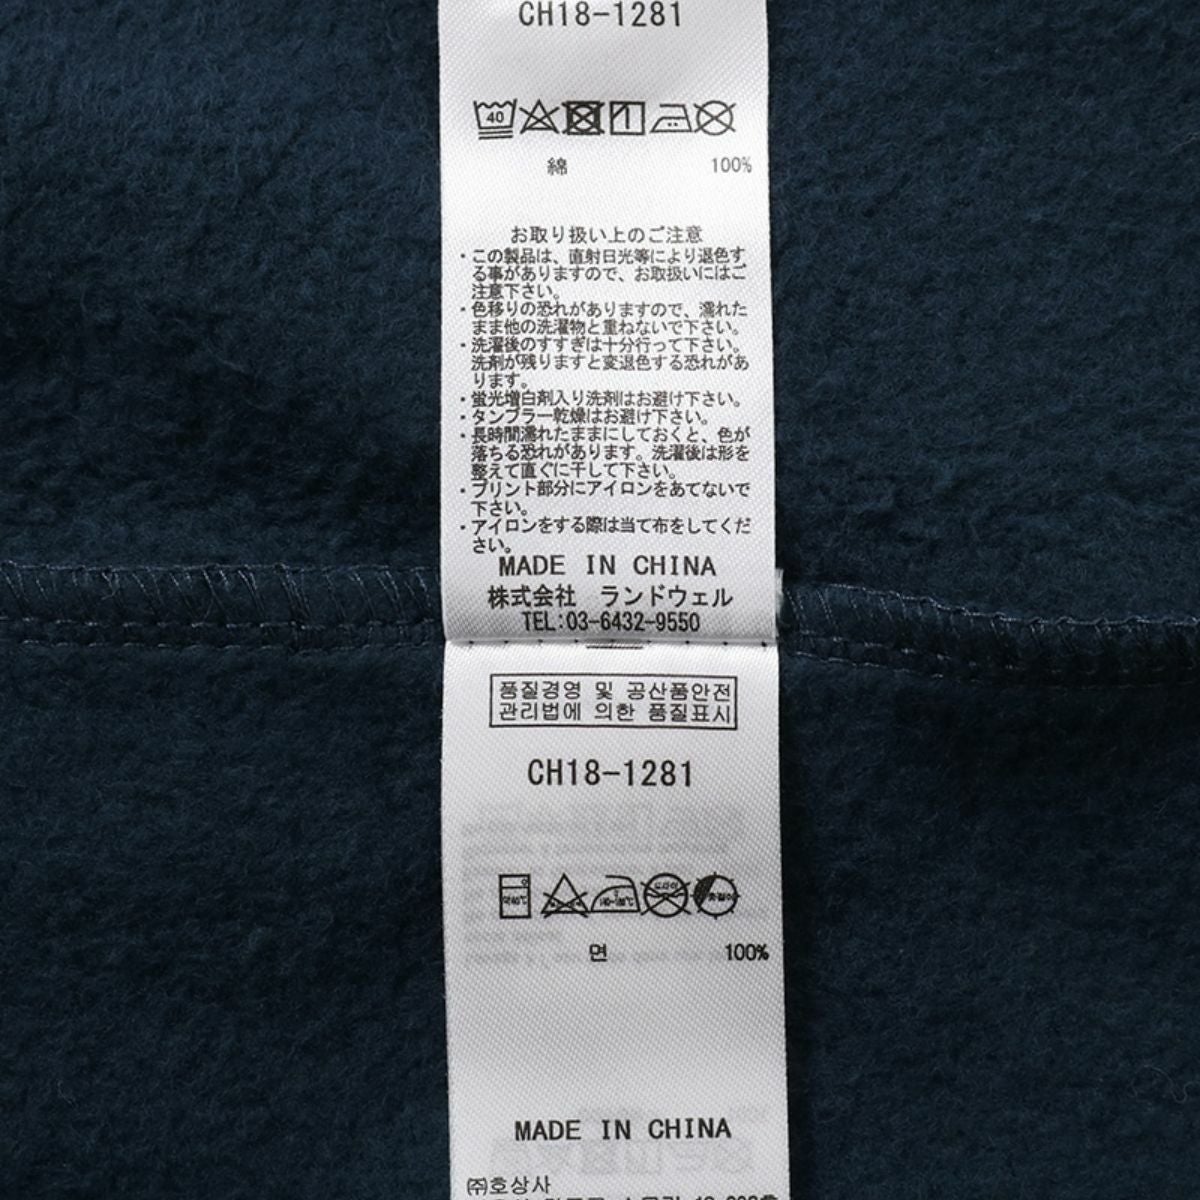 CH18-1281
40
綿 100%
お取り扱い上のご注意
・この製品は、直射日光等により退色す
る事がありますので、お取扱いにはご
注意下さい。
・色移りの恐れがありますので、濡れた
まま他の洗濯物と重ねないで下さい。
・洗濯後のすすぎは十分行って下さい。
洗剤が残りますと変退色する恐れがあ
ります。
・蛍光増白剤入り洗剤はお避け下さい。
・タンブラー乾燥はお避け下さい。
・長時間濡れたままにしておくと、色が
落ちる恐れがあります。洗濯後は形を
整えて直ぐに干して下さい。
・プリント部分にアイロンをあてないで
下さい。
・アイロンをする際は当て布をしてくだ
さい。
MADE IN CHINA
株式会社 ランドウェル
TEL:03-6432-9550
품질경영 및 공산품안전
관리법에 의한 품질표시
CH18-1281
면 100%
MADE IN CHINA
㈜호상사